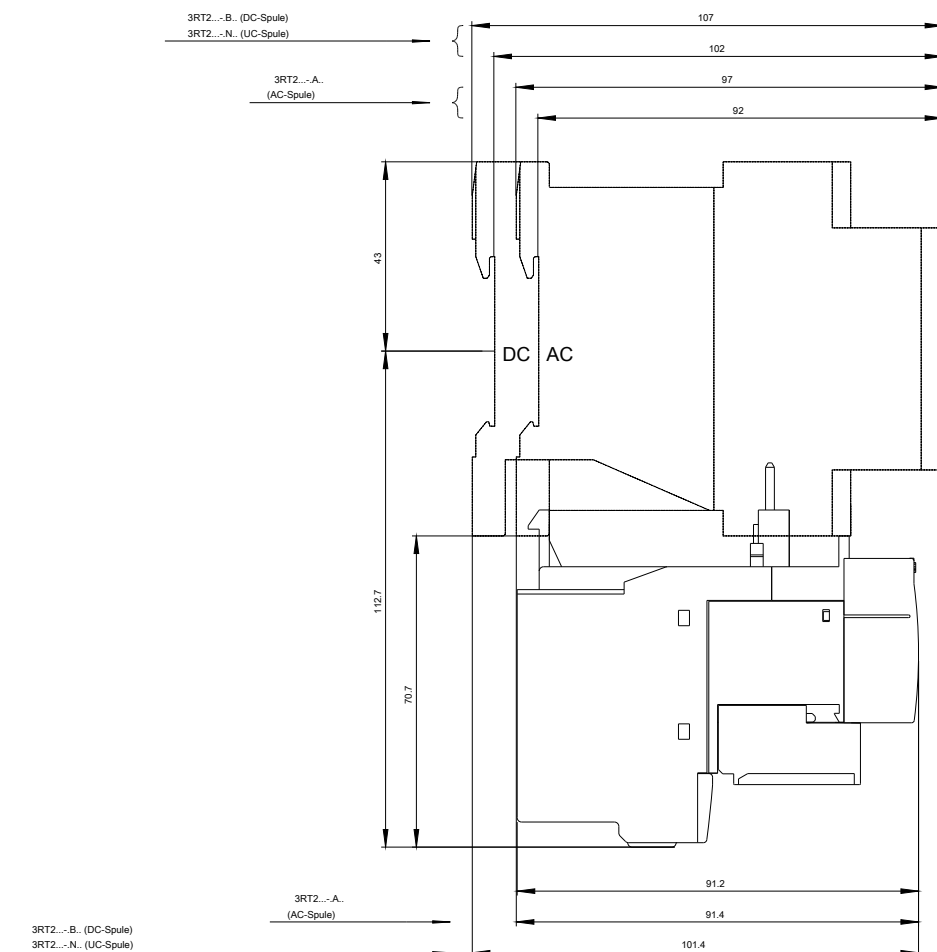 3RT2...-.B.. (DC-Spule)
107
3RT2...-.N.. (UC-Spule)
102
3RT2...-.A..
97
(AC-Spule)
92
43
DC AC
112.7
70.7
91.2
3RT2...-.A..
(AC-Spule)
91.4
3RT2...-.B.. (DC-Spule)
3RT2...-.N.. (UC-Spule)
101.4